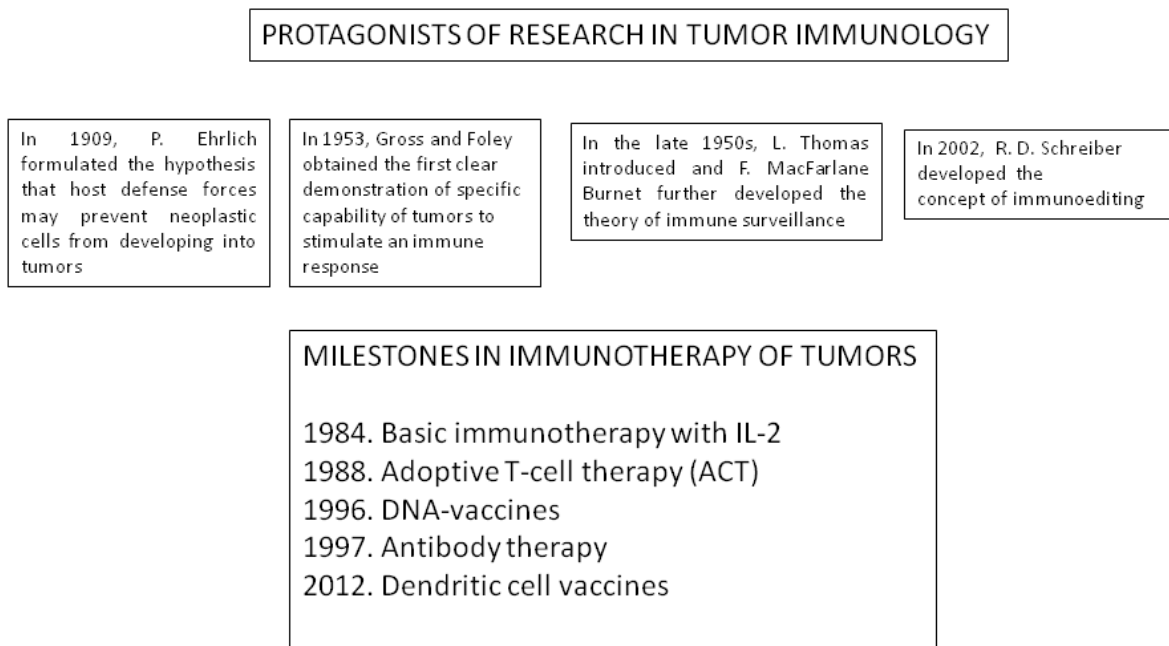 PROTAGONISTS OF RESEARCH IN TUMOR IMMUNOLOGY
In 1909, P. Ehrlich
formulated the hypothesis
that host defense forces
may prevent neoplastic
cells from developing into
tumors
In 1953, Gross and Foley
obtained the first clear
demonstration of specific
capability of tumors to
stimulate an immune
response
In the late 1950s, L. Thomas
introduced and F. MacFarlane
Burnet further developed the
theory of immune surveillance
In 2002, R. D. Schreiber
developed the
concept of immunoediting
MILESTONES IN IMMUNOTHERAPY OF TUMORS
1984. Basic immunotherapy with IL-2
1988. Adoptive T-cell therapy (ACT)
1996. DNA-vaccines
1997. Antibody therapy
2012. Dendritic cell vaccines